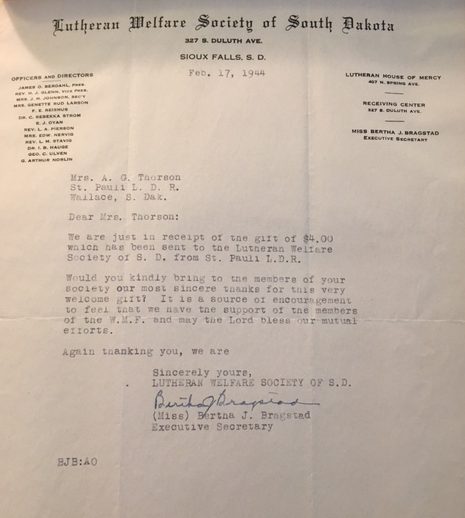 Lutheran Welfare Society of South Dakota
327 S. DULUTH AVE.
SIOUX FALLS, S. D.
Feb. 17, 1944
OFFICERS AND DIRECTORS
JAMES O. BERDAHL, PRES.
REV. H. J. GLENN, VICE PRES.
MRS. J. H. JOHNSON, SEC'Y
MRS. GENETTE RUD LARSON
F. E. REISHUS
DR. C. REBEKKA STROM
E. J. OYAN
REV. L. A. PIERSON
MRS. EDW. NERVIG
REV. L. M. STAVIG
DR. I. B. HAUGE
GEO. C. ULVEN
G. ARTHUR NORLIN
LUTHERAN HOUSE OF MERCY
407 N. SPRING AVE.
RECEIVING CENTER
327 S. DULUTH AVE.
MISS BERTHA J. BRAGSTAD
EXECUTIVE SECRETARY
Mrs. A. G. Thorson
St. Pauli L. D. R.
Wallace, S. Dak.
Dear Mrs. Thorson:
We are just in receipt of the gift of $4.00
which has been sent to the Lutheran Welfare
Society of S. D. from St. Pauli L.D.R.
Would you kindly bring to the members of your
society our most sincere thanks for this very
welcome gift? It is a source of encouragement
to feel that we have the support of the members
of the W.M.F. and may the Lord bless our mutual
efforts.
Again thanking you, we are
Sincerely yours,
LUTHERAN WELFARE SOCIETY OF S.D.
Bertha J Bragstad
(Miss) Bertha J. Bragstad
Executive Secretary
BJB:AO